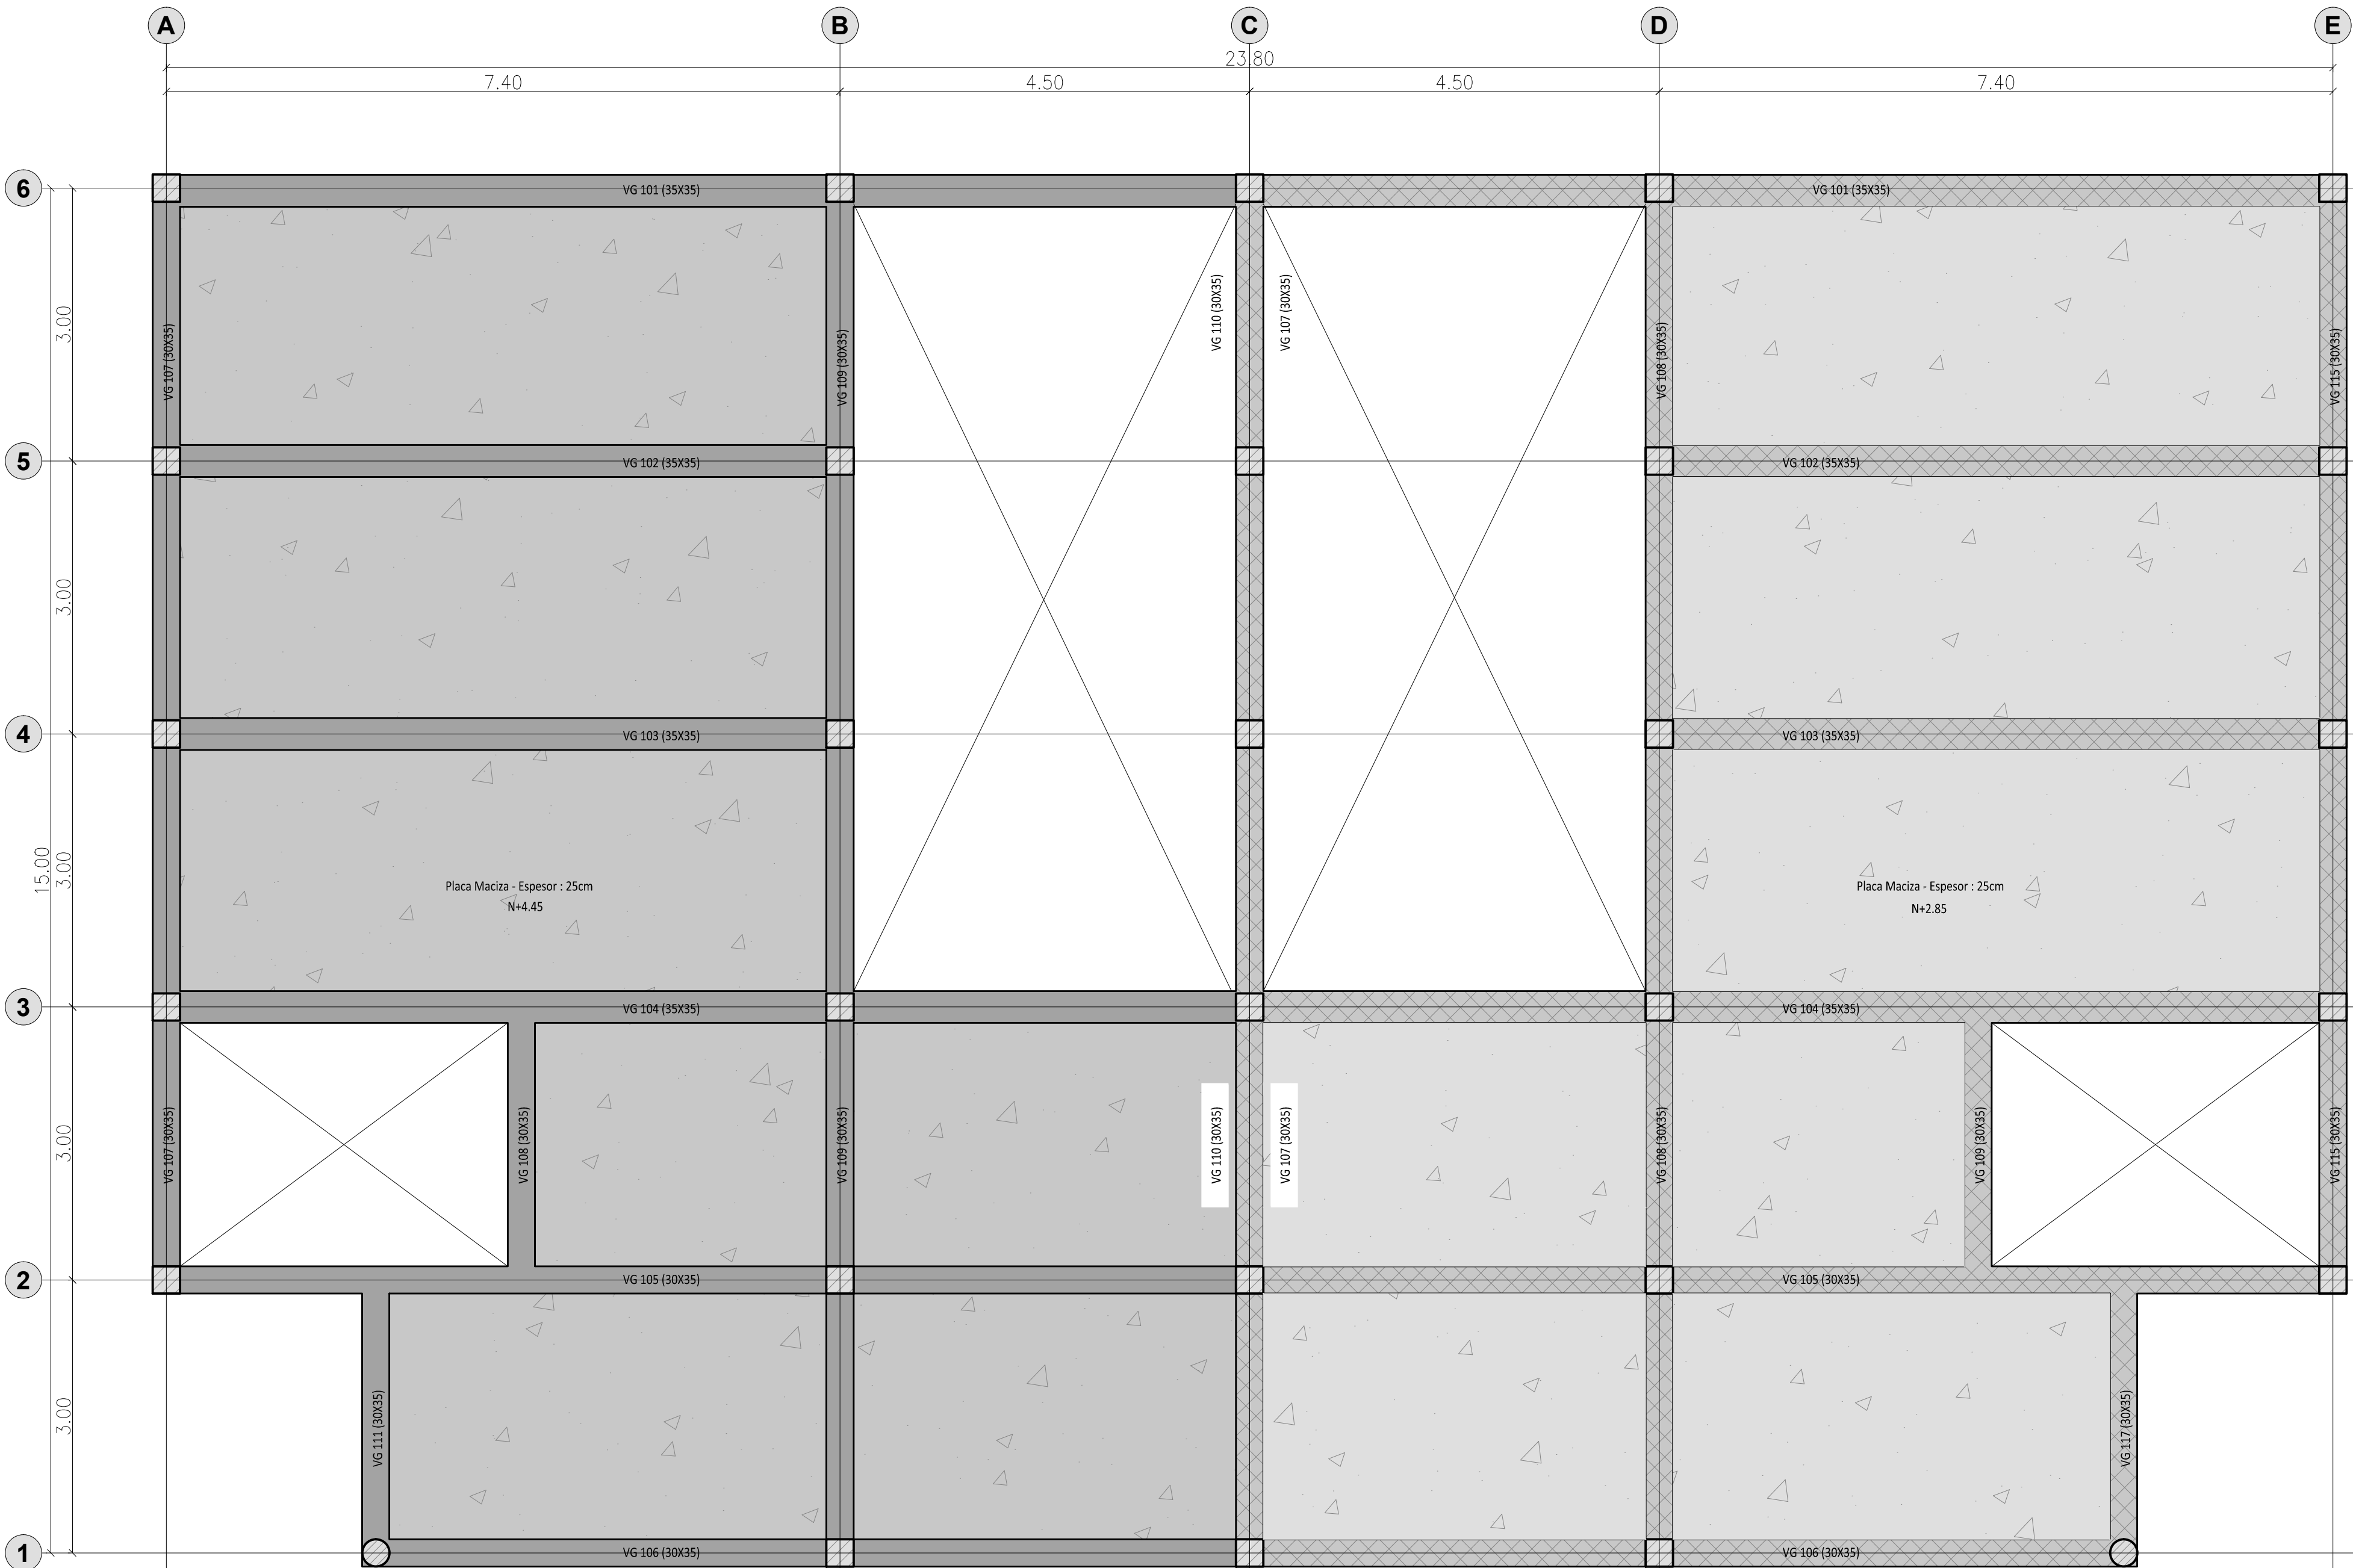 A
B
C
D
E
23.80
7.40
4.50
4.50
7.40
6
VG 101 (35X35)
VG 101 (35X35)
3.00
VG 107 (30X35)
VG 109 (30X35)
VG 110 (30X35)
VG 107 (30X35)
VG 108 (30X35)
VG 115 (30X35)
5
VG 102 (35X35)
VG 102 (35X35)
3.00
4
VG 103 (35X35)
VG 103 (35X35)
15.00
3.00
Placa Maciza - Espesor : 25cm
N+4.45
Placa Maciza - Espesor : 25cm
N+2.85
3
VG 104 (35X35)
VG 104 (35X35)
3.00
VG 107 (30X35)
VG 108 (30X35)
VG 109 (30X35)
VG 110 (30X35)
VG 107 (30X35)
VG 108 (30X35)
VG 109 (30X35)
VG 115 (30X35)
2
VG 105 (30X35)
VG 105 (30X35)
3.00
VG 111 (30X35)
VG 117 (30X35)
1
VG 106 (30X35)
VG 106 (30X35)